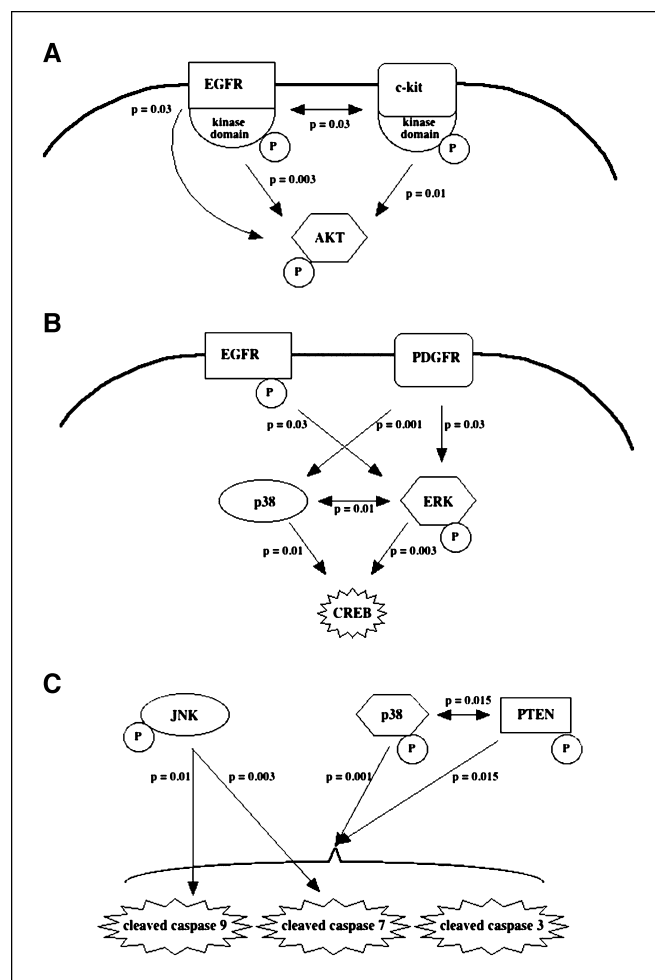 A
EGFR
c-kit
p = 0.03
kinase
domain
P
p = 0.03
kinase
domain
P
p = 0.003
p = 0.01
AKT
P
B
EGFR
PDGFR
P
p = 0.03
p = 0.001
p = 0.03
p38
p = 0.01
ERK
P
p = 0.01
p = 0.003
CREB
C
JNK
P
p38
P
p = 0.015
PTEN
P
p = 0.01
p = 0.003
p = 0.001
p = 0.015
cleaved caspase 9
cleaved caspase 7
cleaved caspase 3